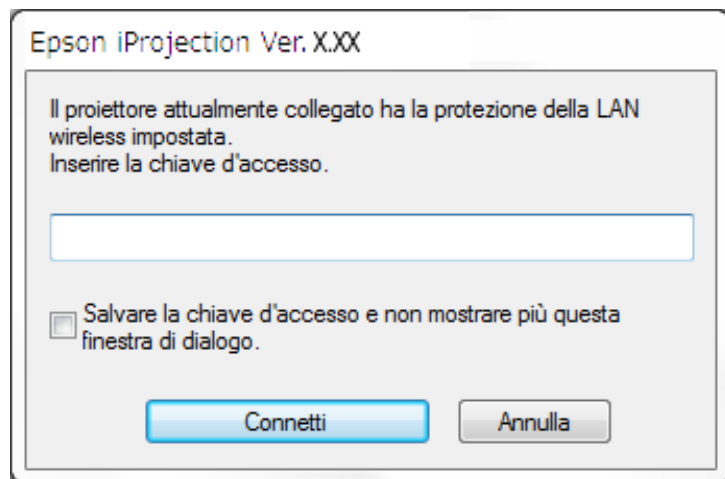 Epson iProjection Ver. X.XX
Il proiettore attualmente collegato ha la protezione della LAN
wireless impostata.
Inserire la chiave d'accesso.
Salvare la chiave d'accesso e non mostrare più questa
finestra di dialogo.
Connetti
Annulla